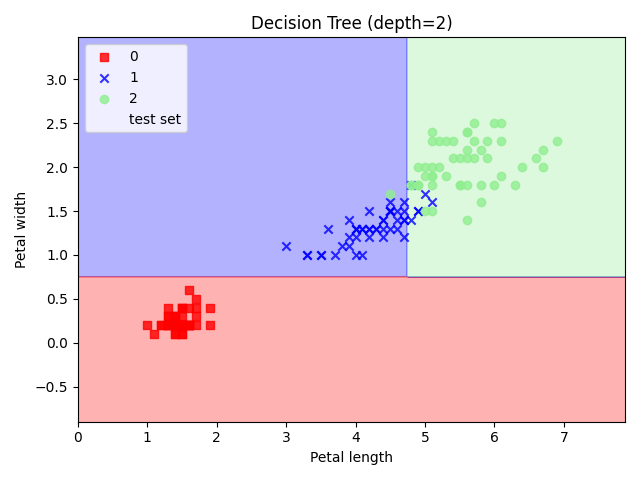 Decision Tree (depth=2)
0
1
2
test set
Petal width
3.0
2.5
2.0
1.5
1.0
0.5
0.0
−0.5
0 1 2 3 4 5 6 7
Petal length